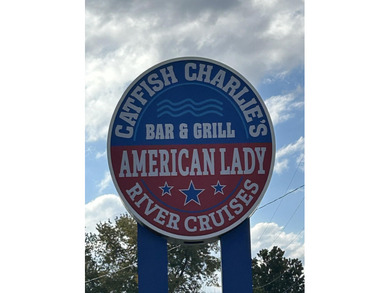 CATFISH CHARLIE'S
BAR & GRILL
AMERICAN LADY
RIVER CRUISES